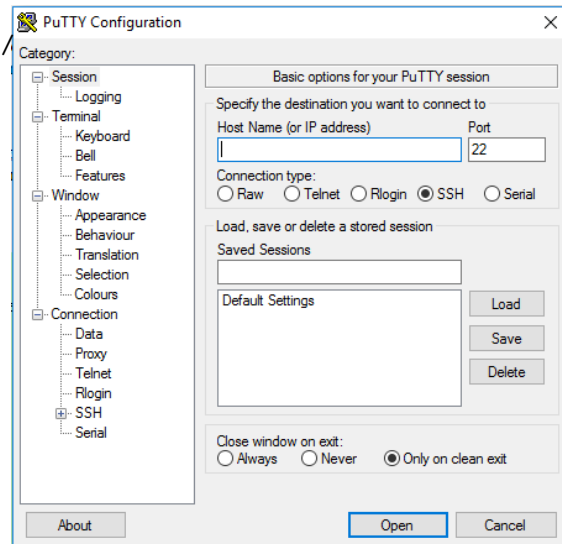 PuTTY Configuration
Category:
Session
Logging
Terminal
Keyboard
Bell
Features
Window
Appearance
Behaviour
Translation
Selection
Colours
Connection
Data
Proxy
Telnet
Rlogin
SSH
Serial
Basic options for your PuTTY session
Specify the destination you want to connect to
Host Name (or IP address) Port
22
Connection type:
Raw Telnet Rlogin SSH Serial
Load, save or delete a stored session
Saved Sessions
Default Settings
Load
Save
Delete
Close window on exit:
Always Never Only on clean exit
About Open Cancel